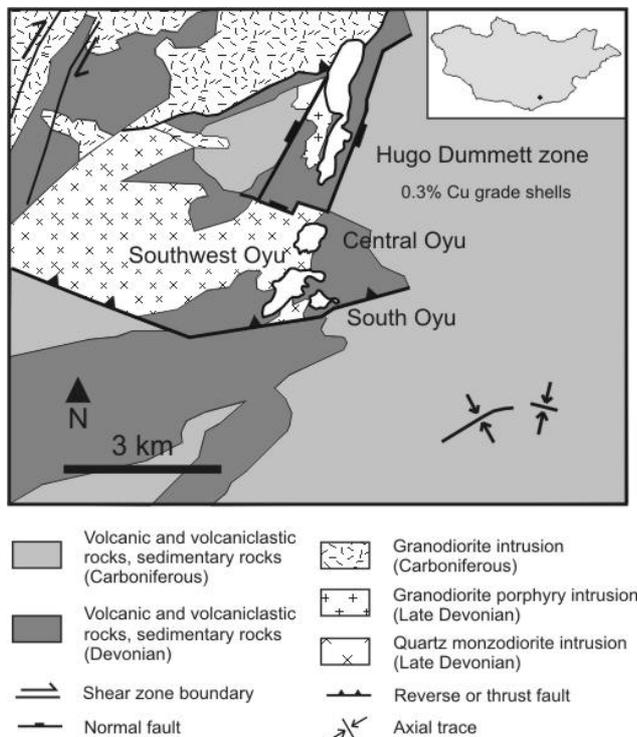 Hugo Dummett zone
0.3% Cu grade shells
Southwest Oyu
Central Oyu
South Oyu
N
3 km
Volcanic and volcaniclastic
rocks, sedimentary rocks
(Carboniferous)
Volcanic and volcaniclastic
rocks, sedimentary rocks
(Devonian)
Shear zone boundary
Normal fault
Granodiorite intrusion
(Carboniferous)
Granodiorite porphyry intrusion
(Late Devonian)
Quartz monzodiorite intrusion
(Late Devonian)
Reverse or thrust fault
Axial trace